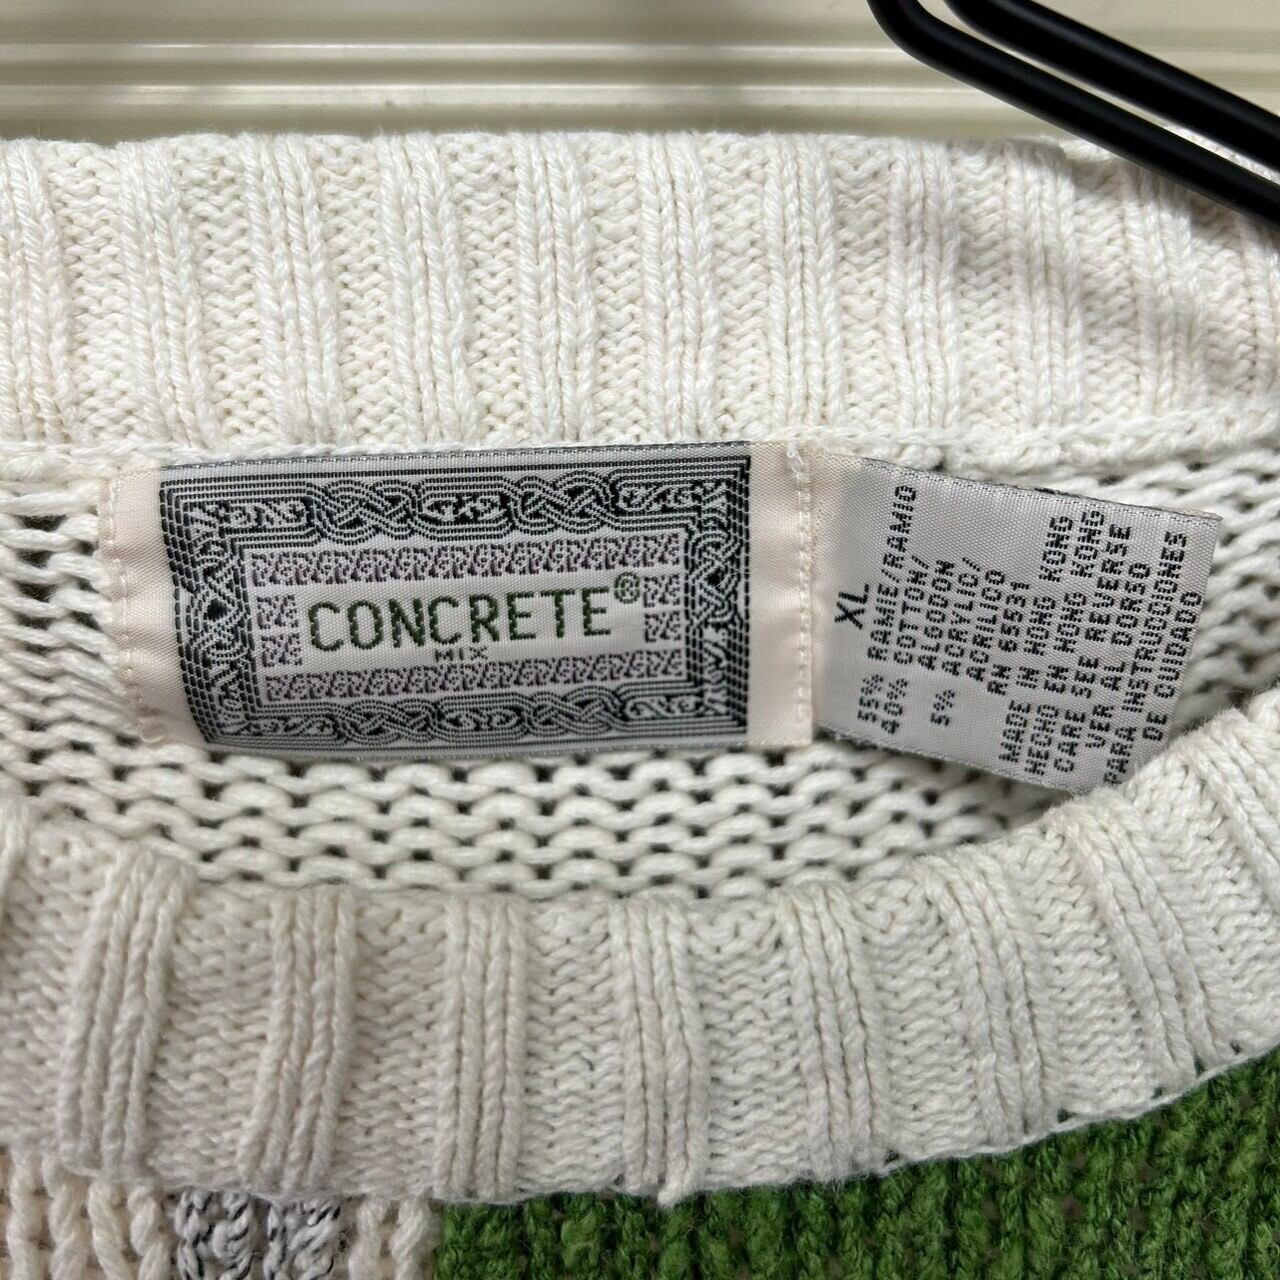 CONCRETE®
MIX
XL
55% RAMIE/RAMIO
40% COTTON/
ALGODON
5% ACRYLIC/
ACRILICO
RN 65531
MADE IN HONG KONG
HECHO EN HONG KONG
CARE SEE REVERSE
VER AL DORSO
PARA INSTRUCCIONES
DE CUIDADO